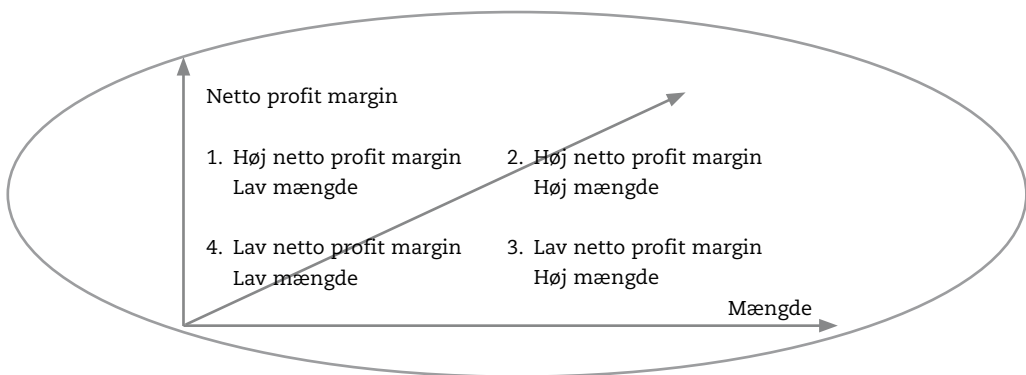 Netto profit margin
1. Høj netto profit margin
Lav mængde
2. Høj netto profit margin
Høj mængde
4. Lav netto profit margin
Lav mængde
3. Lav netto profit margin
Høj mængde
Mængde